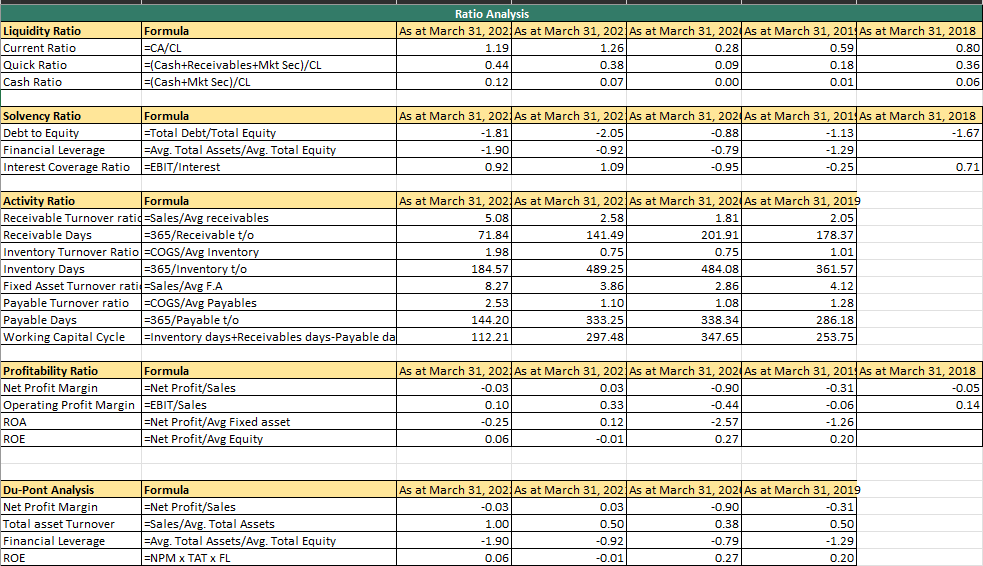 Ratio Analysis
Liquidity Ratio Formula As at March 31, 202 As at March 31, 202 As at March 31, 202 As at March 31, 201 As at March 31, 2018
Current Ratio =CA/CL 1.19 1.26 0.28 0.59 0.80
Quick Ratio =(Cash+Receivables+Mkt Sec)/CL 0.44 0.38 0.09 0.18 0.36
Cash Ratio =(Cash+Mkt Sec)/CL 0.12 0.07 0.00 0.01 0.06
Solvency Ratio Formula As at March 31, 202 As at March 31, 202 As at March 31, 202 As at March 31, 201 As at March 31, 2018
Debt to Equity =Total Debt/Total Equity -1.81 -2.05 -0.88 -1.13 -1.67
Financial Leverage =Avg. Total Assets/Avg. Total Equity -1.90 -0.92 -0.79 -1.29
Interest Coverage Ratio =EBIT/Interest 0.92 1.09 -0.95 -0.25 0.71
Activity Ratio Formula As at March 31, 202 As at March 31, 202 As at March 31, 202 As at March 31, 2019
Receivable Turnover ratio =Sales/Avg receivables 5.08 2.58 1.81 2.05
Receivable Days =365/Receivable t/o 71.84 141.49 201.91 178.37
Inventory Turnover Ratio =COGS/Avg Inventory 1.98 0.75 0.75 1.01
Inventory Days =365/Inventory t/o 184.57 489.25 484.08 361.57
Fixed Asset Turnover rati =Sales/Avg F.A 8.27 3.86 2.86 4.12
Payable Turnover ratio =COGS/Avg Payables 2.53 1.10 1.08 1.28
Payable Days =365/Payable t/o 144.20 333.25 338.34 286.18
Working Capital Cycle =Inventory days+Receivables days-Payable da 112.21 297.48 347.65 253.75
Profitability Ratio Formula As at March 31, 202 As at March 31, 202 As at March 31, 202 As at March 31, 201 As at March 31, 2018
Net Profit Margin =Net Profit/Sales -0.03 0.03 -0.90 -0.31 -0.05
Operating Profit Margin =EBIT/Sales 0.10 0.33 -0.44 -0.06 0.14
ROA =Net Profit/Avg Fixed asset -0.25 0.12 -2.57 -1.26
ROE =Net Profit/Avg Equity 0.06 -0.01 0.27 0.20
Du-Pont Analysis Formula As at March 31, 202 As at March 31, 202 As at March 31, 202 As at March 31, 2019
Net Profit Margin =Net Profit/Sales -0.03 0.03 -0.90 -0.31
Total asset Turnover =Sales/Avg. Total Assets 1.00 0.50 0.38 0.50
Financial Leverage =Avg. Total Assets/Avg. Total Equity -1.90 -0.92 -0.79 -1.29
ROE =NPM x TAT x FL 0.06 -0.01 0.27 0.20